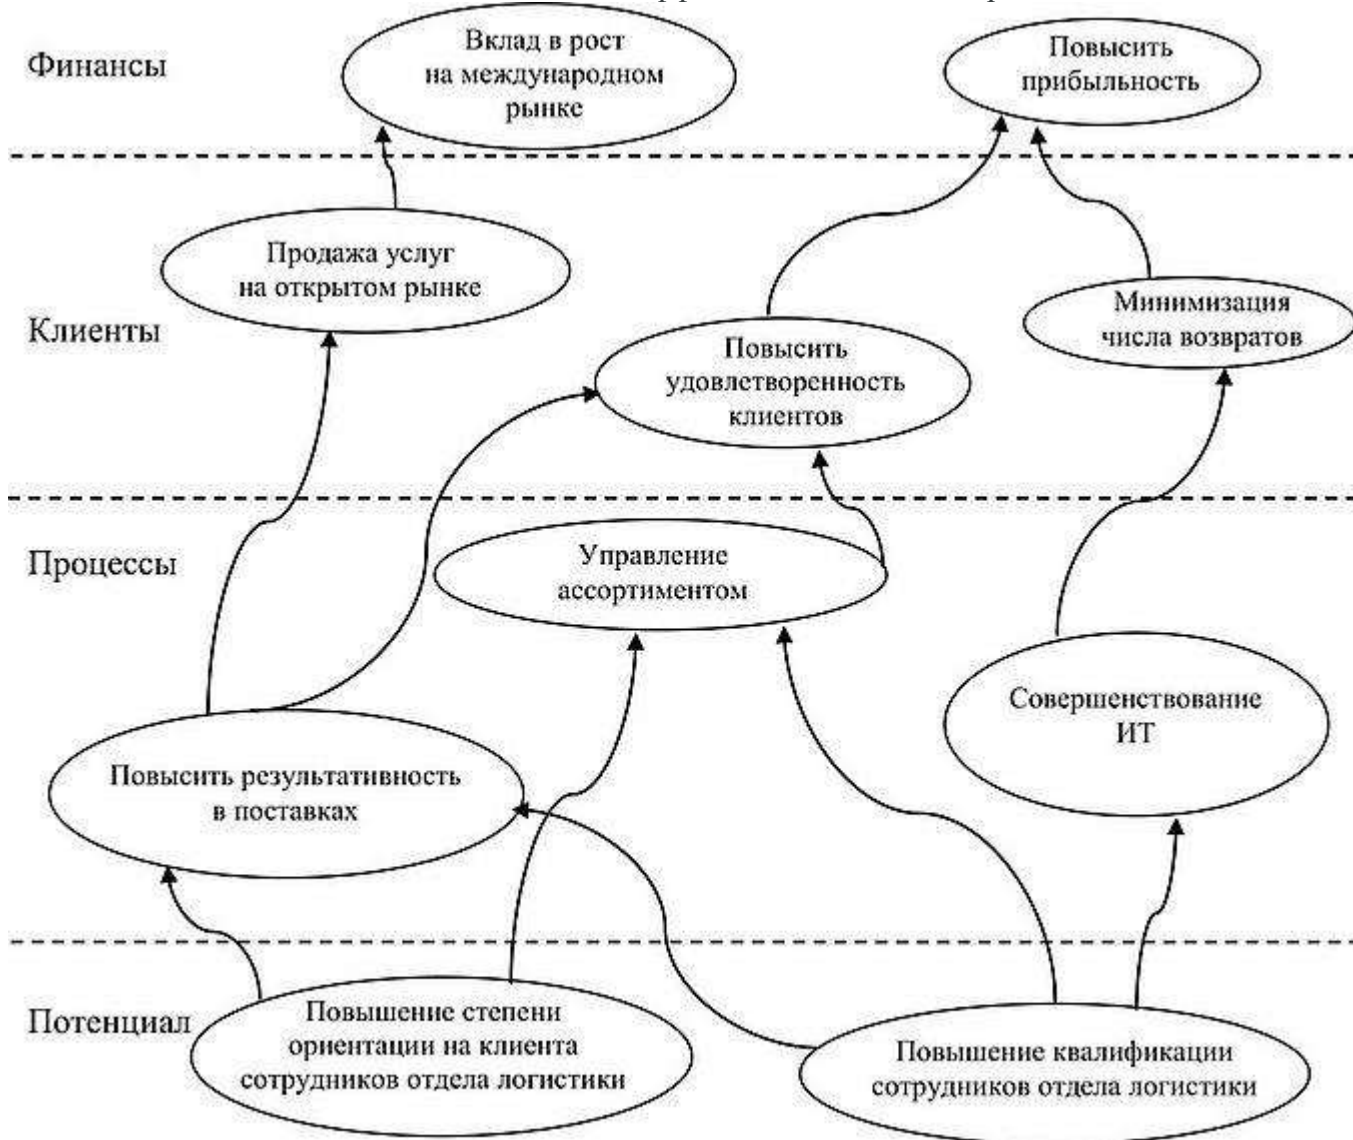 Финансы
Вклад в рост
на международном
рынке
Повысить
прибыльность
Клиенты
Продажа услуг
на открытом рынке
Повысить
удовлетворенность
клиентов
Минимизация
числа возвратов
Процессы
Управление
ассортиментом
Повысить результативность
в поставках
Совершенствование
ИТ
Потенциал
Повышение степени
ориентации на клиента
сотрудников отдела логистики
Повышение квалификации
сотрудников отдела логистики